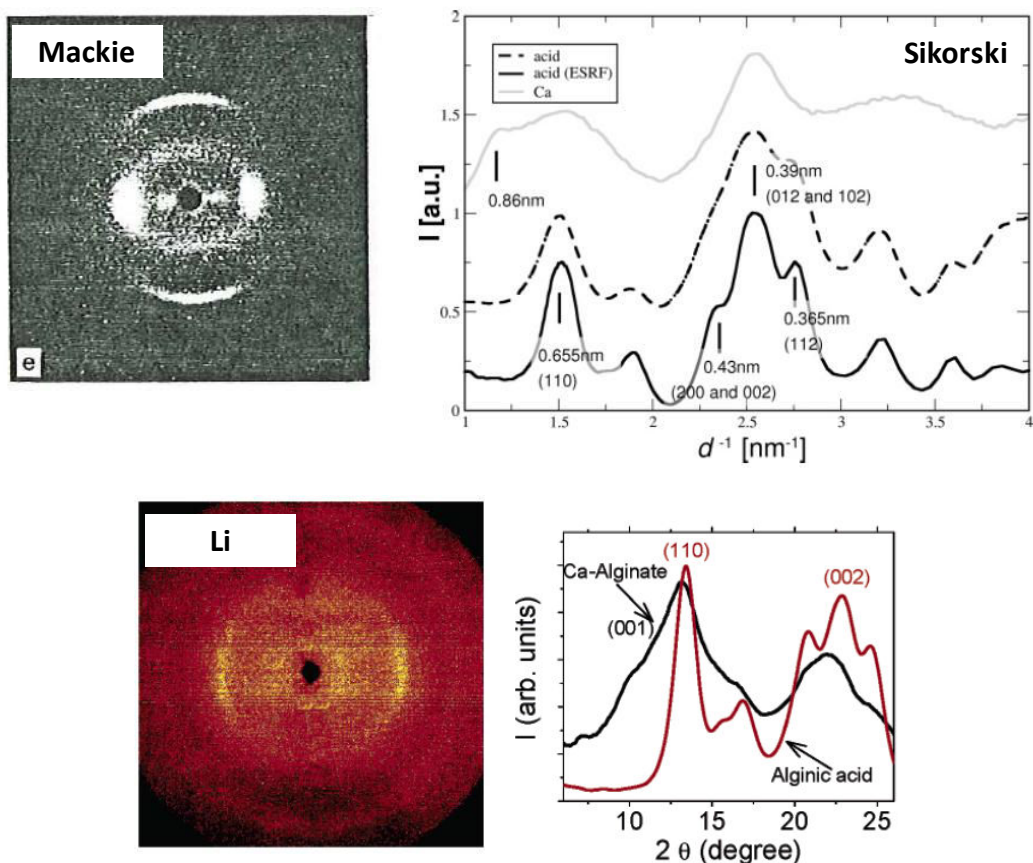 Mackie
e
Sikorski
acid
acid (ESRF)
Ca
2
1.5
1
0.5
0
I [a.u.]
0.86nm
0.39nm
(012 and 102)
0.655nm
(110)
0.43nm
(200 and 002)
0.365nm
(112)
1 1.5 2 2.5 3 3.5 4
d⁻¹ [nm⁻¹]
Li
(110)
Ca-Alginate
(001)
(002)
Alginic acid
I (arb. units)
10 15 20 25
2 θ (degree)